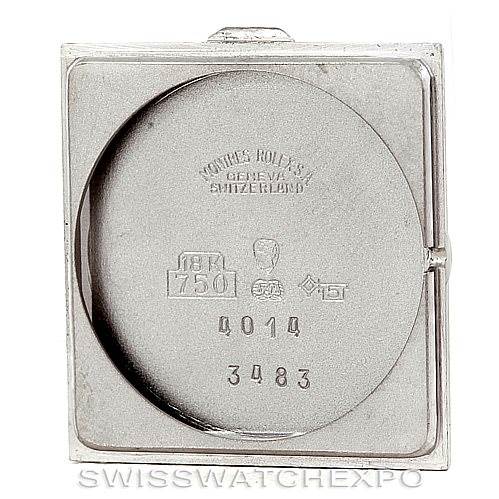 MONTRES ROLEX S.A
GENEVA
SWITZERLAND
18K
750
4014
3483
SWISSWATCHEXPO